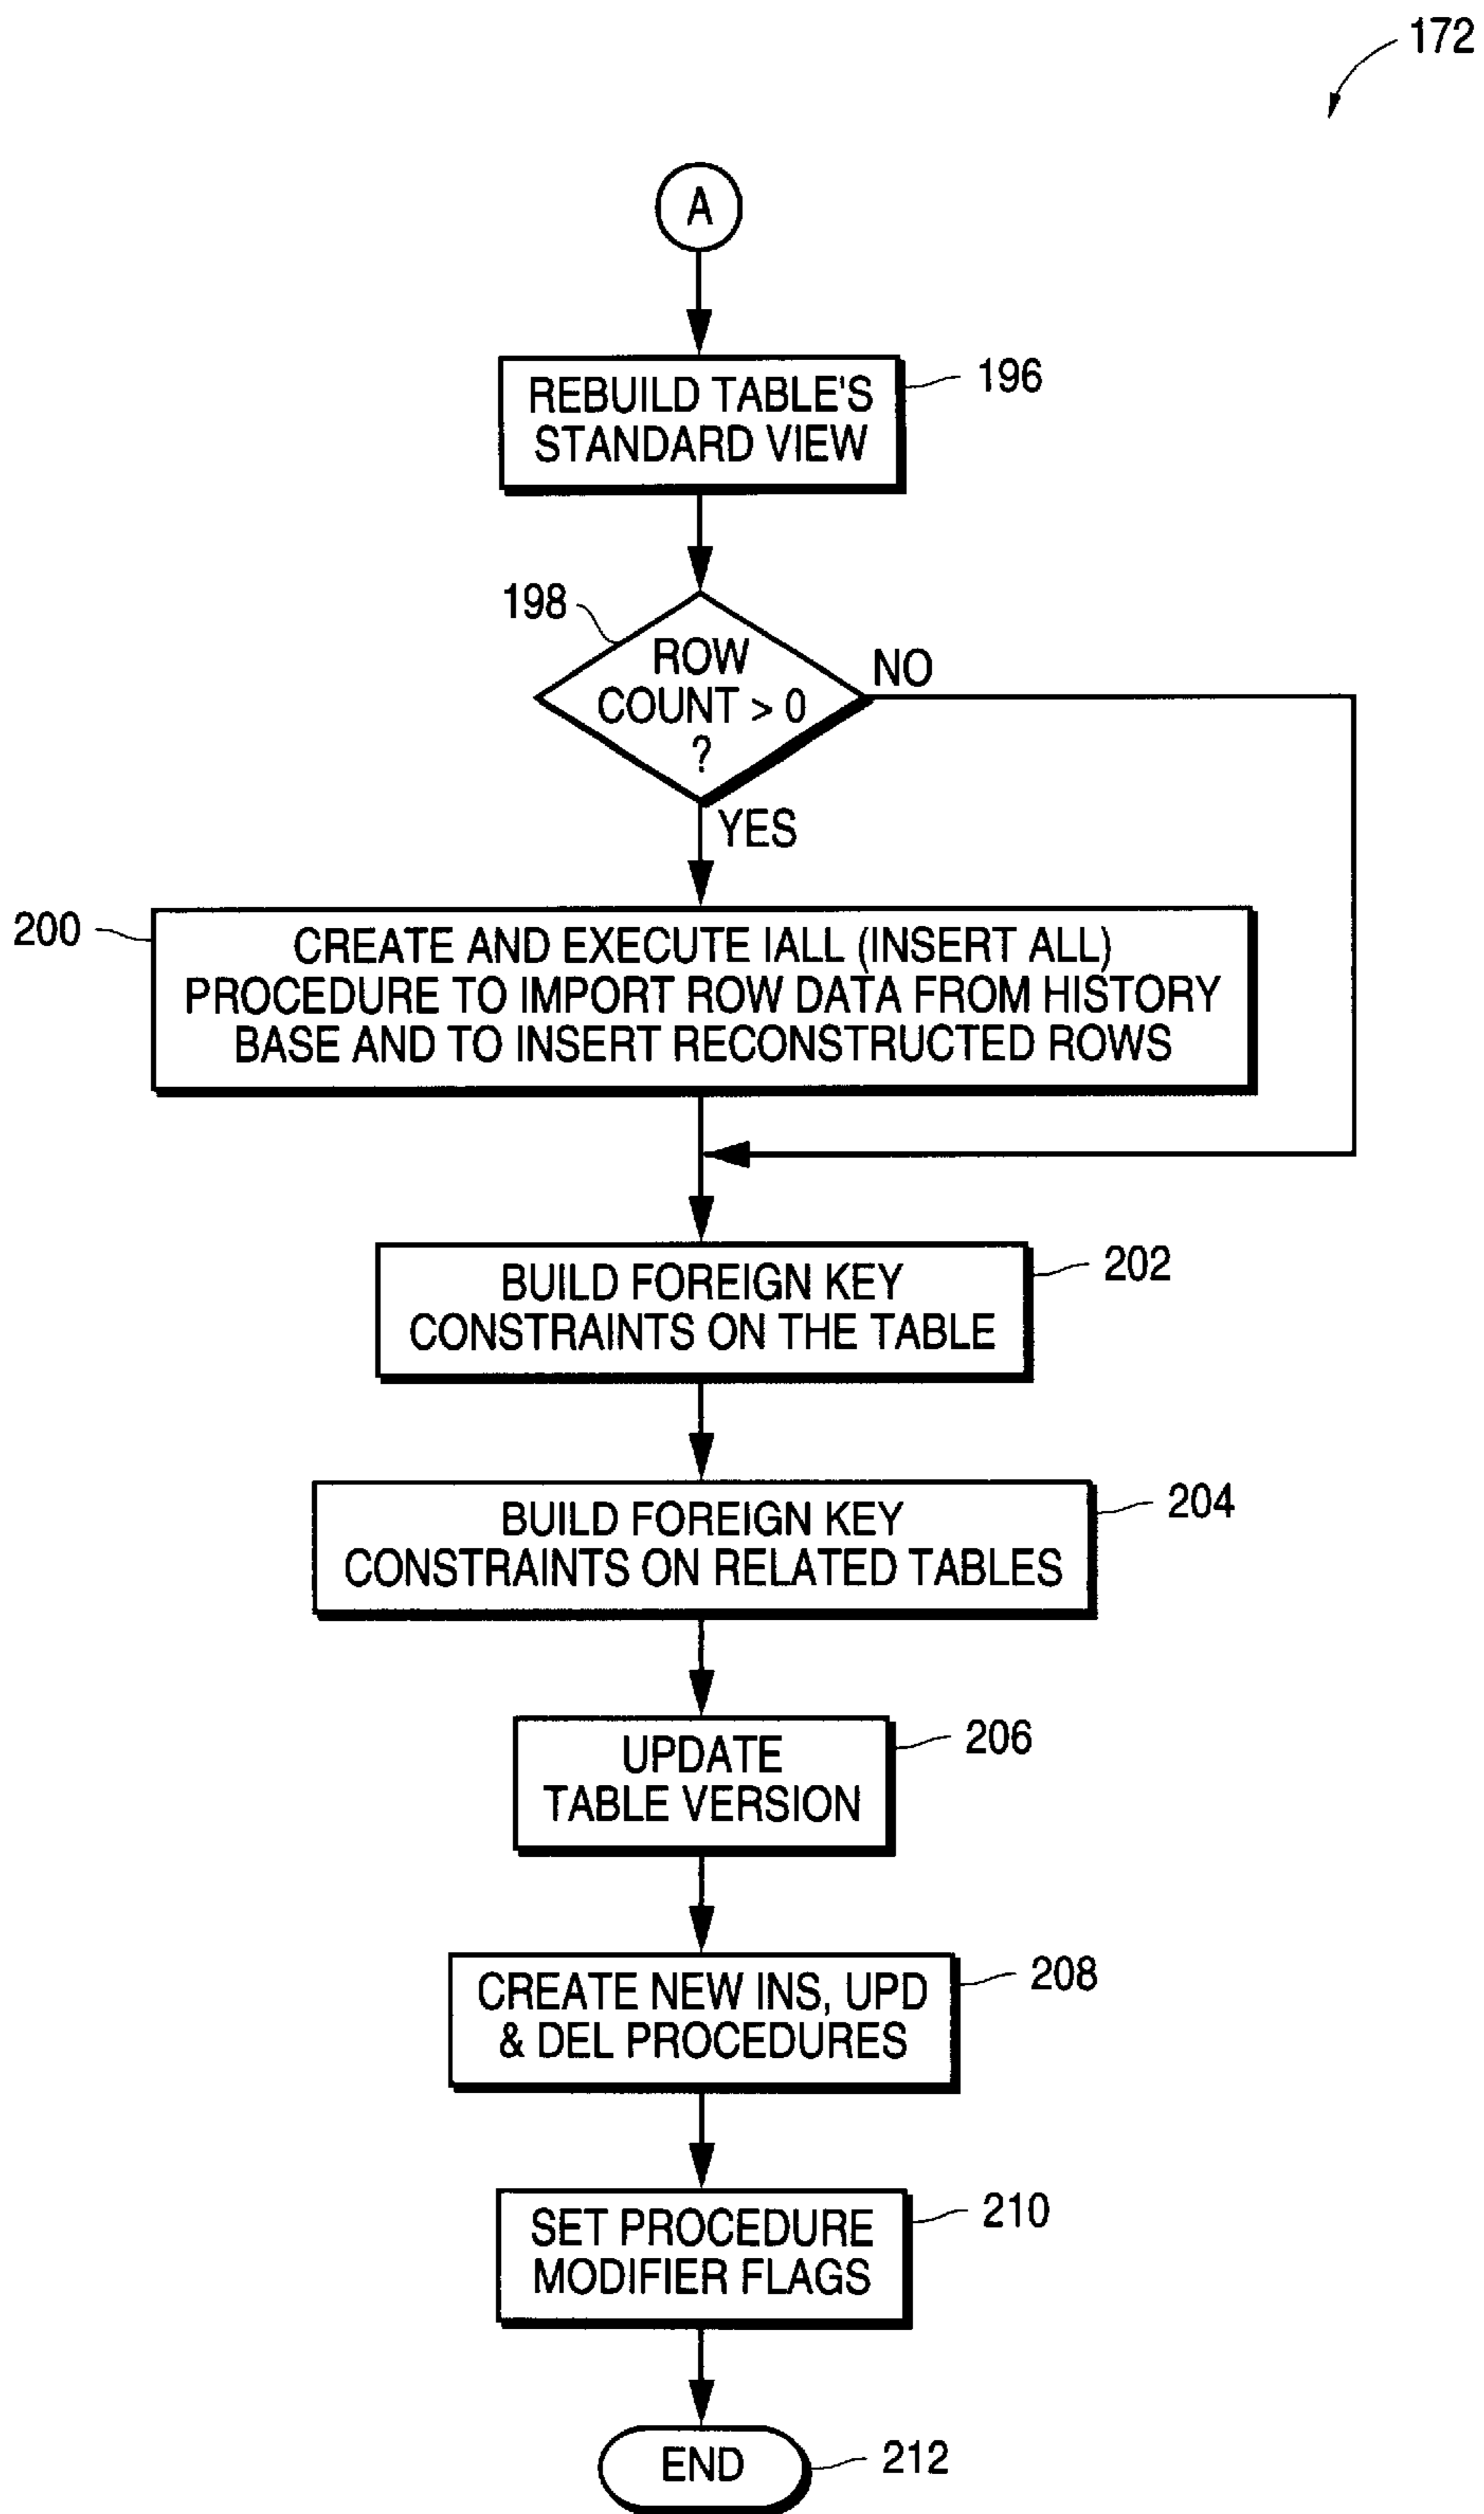 172
A
REBUILD TABLE'S
STANDARD VIEW
196
198
ROW
COUNT > 0
?
NO
YES
200
CREATE AND EXECUTE IALL (INSERT ALL)
PROCEDURE TO IMPORT ROW DATA FROM HISTORY
BASE AND TO INSERT RECONSTRUCTED ROWS
BUILD FOREIGN KEY
CONSTRAINTS ON THE TABLE
202
BUILD FOREIGN KEY
CONSTRAINTS ON RELATED TABLES
204
UPDATE
TABLE VERSION
206
CREATE NEW INS, UPD
& DEL PROCEDURES
208
SET PROCEDURE
MODIFIER FLAGS
210
END
212